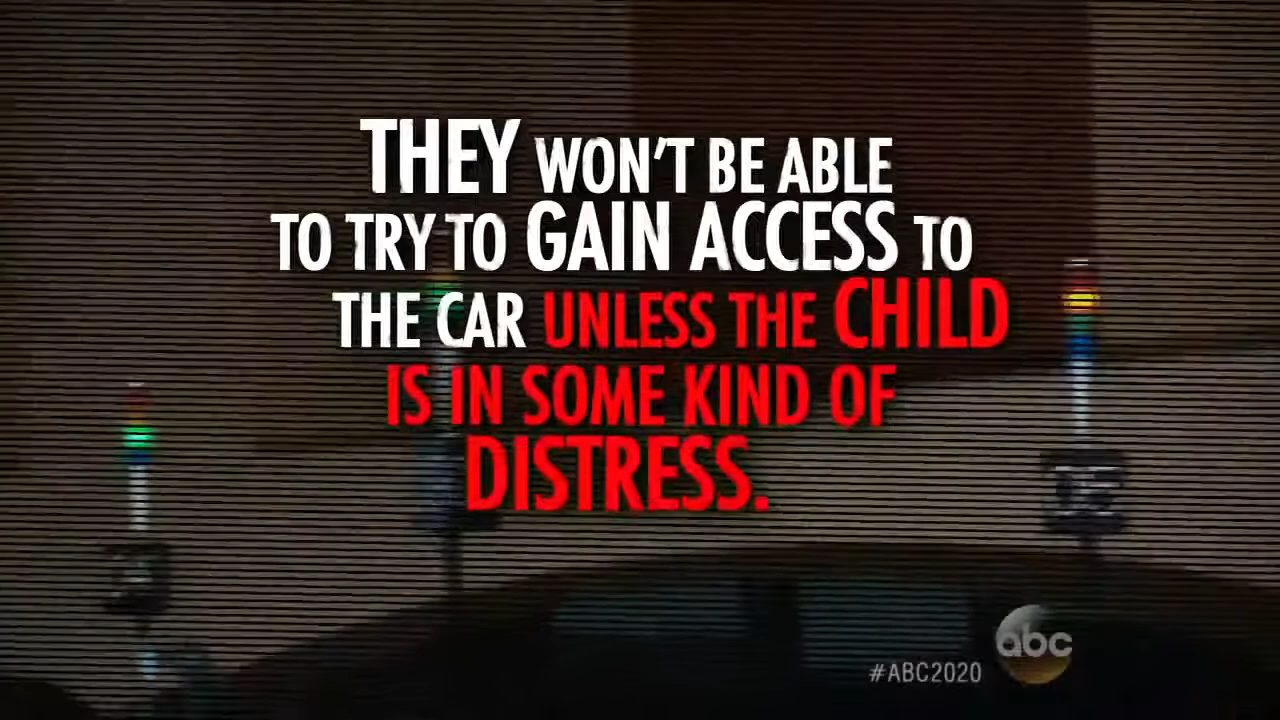 THEY WON'T BE ABLE
TO TRY TO GAIN ACCESS TO
THE CAR UNLESS THE CHILD
IS IN SOME KIND OF
DISTRESS.
abc
#ABC2020